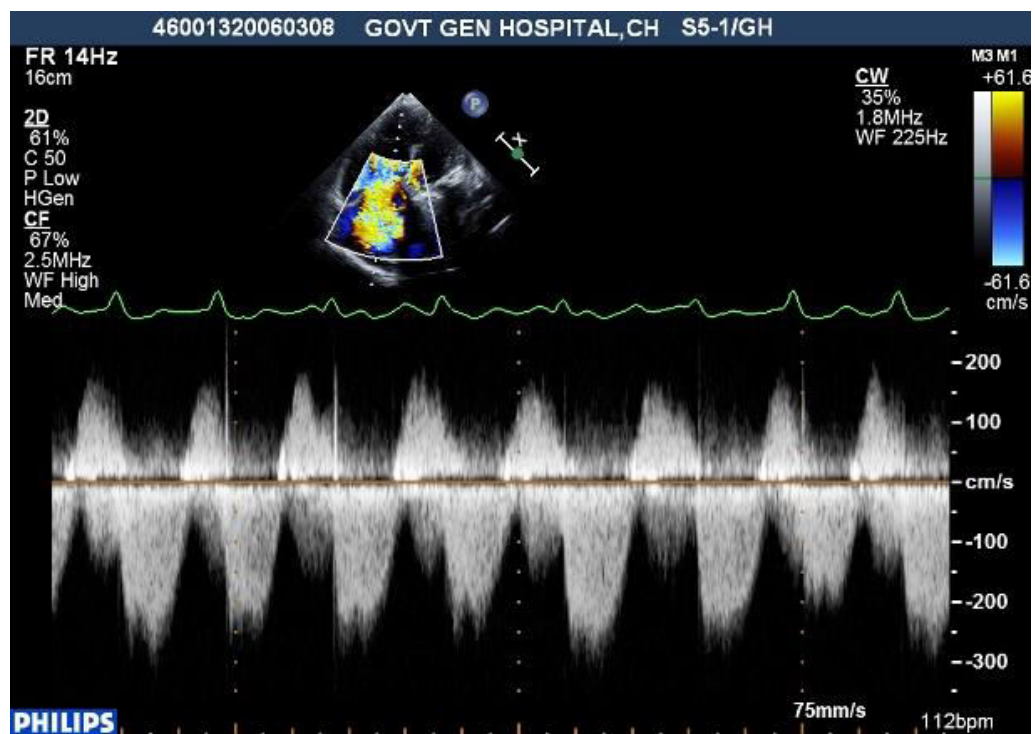 46001320060308 GOVT GEN HOSPITAL,CH S5-1/GH
FR 14Hz
16cm
2D
61%
C 50
P Low
HGen
CF
67%
2.5MHz
WF High
Med
P
M3 M1
+61.6
-61.6
cm/s
CW
35%
1.8MHz
WF 225Hz
200
100
cm/s
-100
-200
-300
PHILIPS
75mm/s
112bpm